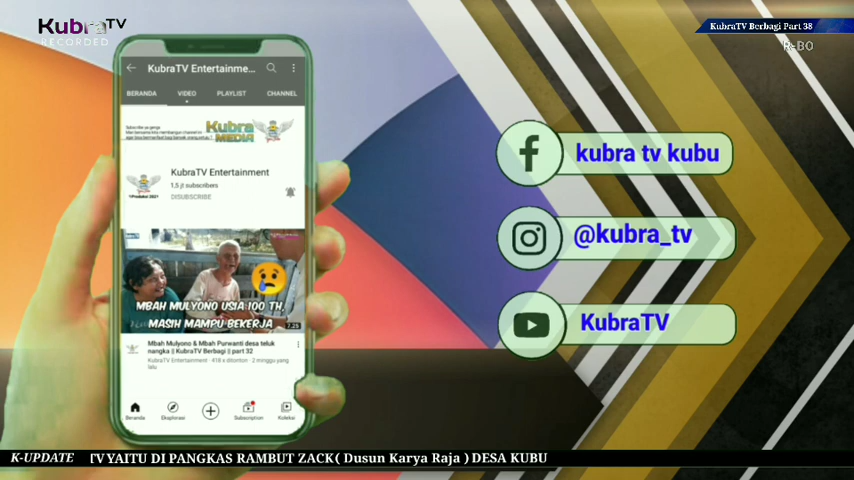 KubraTV
RECORDED
KubraTV Berbagi Part 38
R-BO
KubraTV Entertainme...
BERANDA VIDEO PLAYLIST CHANNEL
Kubra
MEDIA
KubraTV Entertainment
1,5 jt subscribers
DISUBSCRIBE
MBAH MULYONO USIA 100 TH,
MASIH MAMPU BEKERJA
7:25
Mbah Mulyono & Mbah Purwanti desa teluk
nangka || KubraTV Berbagi || part 32
KubraTV Entertainment · 418 x ditonton · 2 minggu yang
lalu
Beranda Eksplorasi Subscription Koleksi
kubra tv kubu
@kubra_tv
KubraTV
K-UPDATE TV YAITU DI PANGKAS RAMBUT ZACK( Dusun Karya Raja ) DESA KUBU